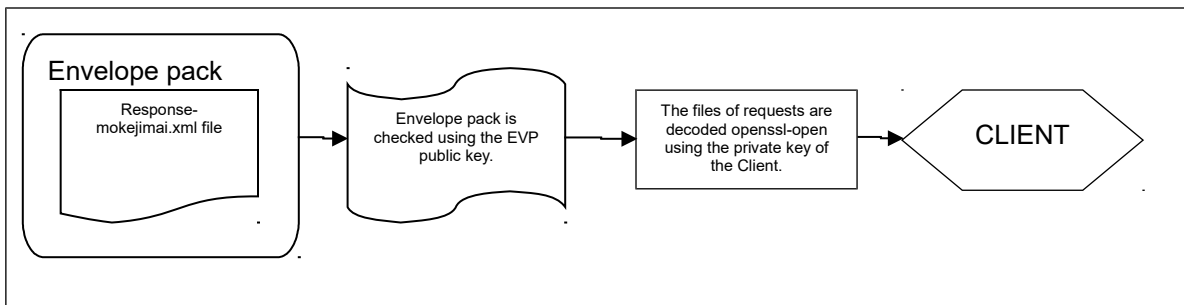 Envelope pack
Response-
mokejimai.xml file
Envelope pack is
checked using the EVP
public key.
The files of requests are
decoded openssl-open
using the private key of
the Client.
CLIENT